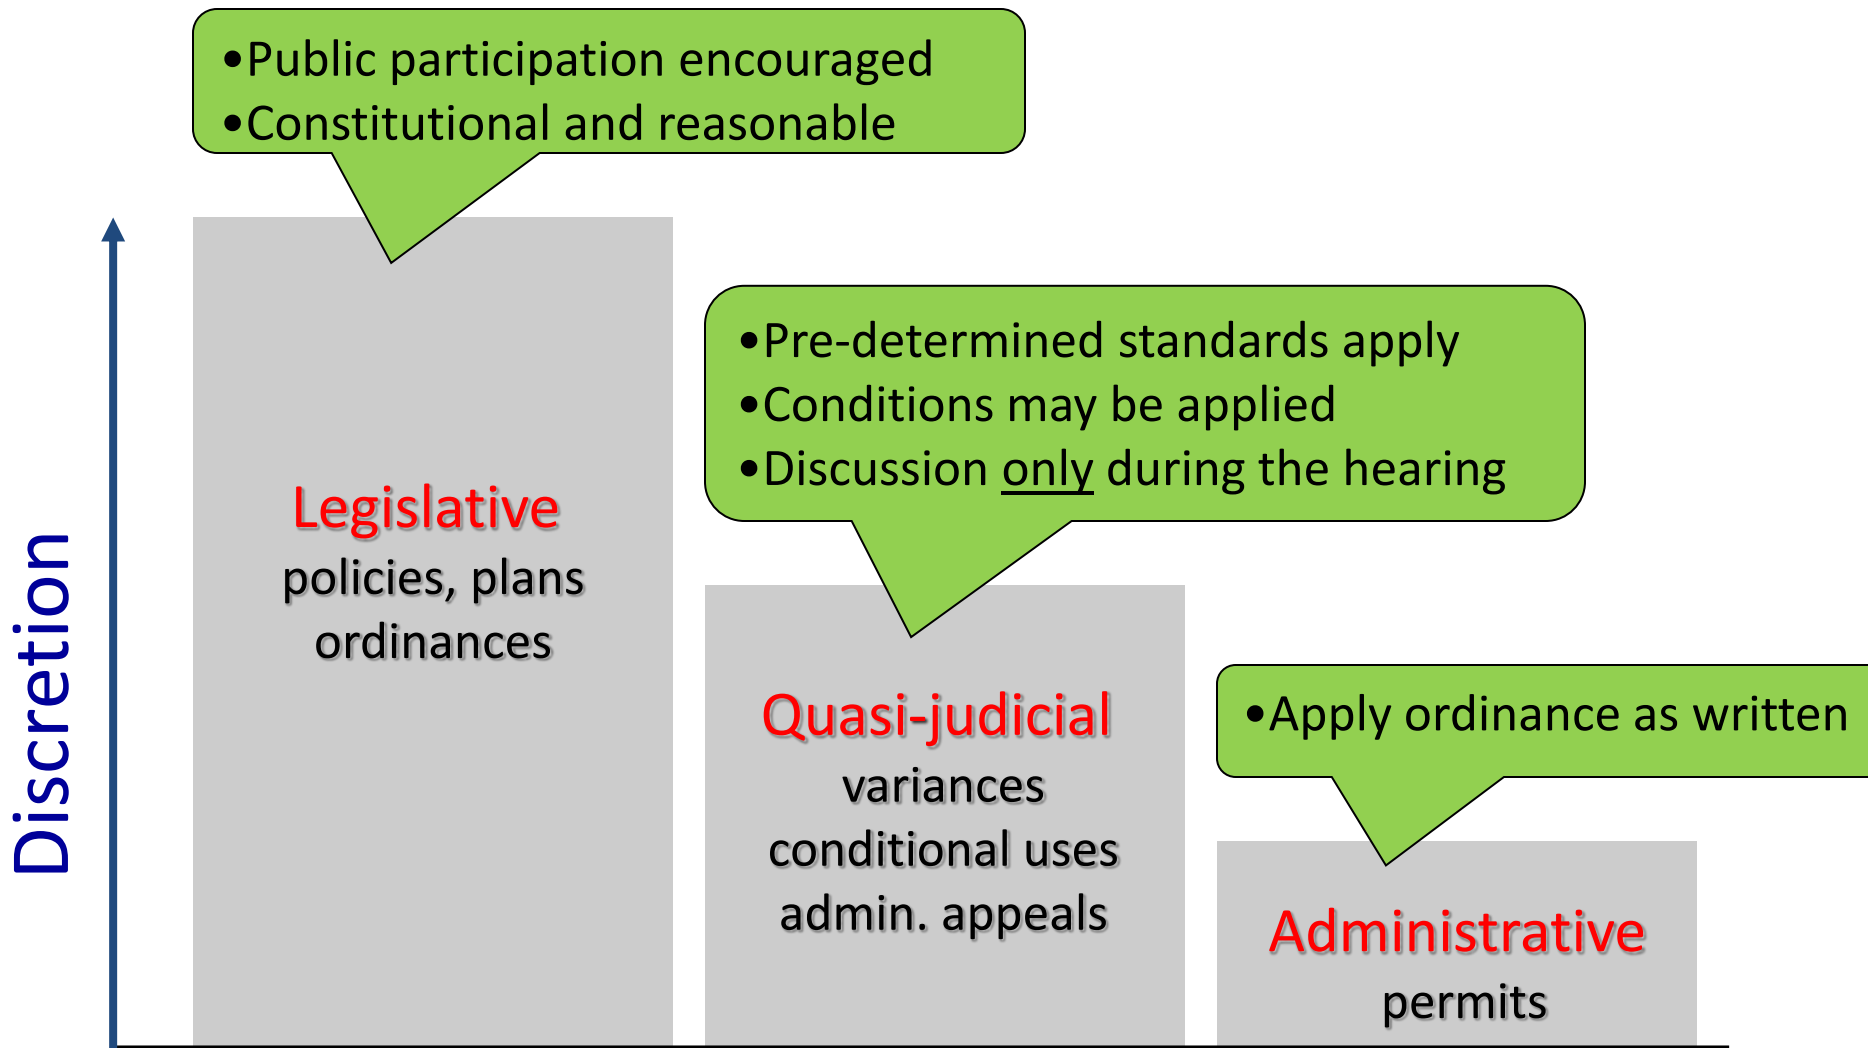 •Public participation encouraged
•Constitutional and reasonable
•Pre-determined standards apply
•Conditions may be applied
•Discussion only during the hearing
Legislative
policies, plans
ordinances
Discretion
Quasi-judicial
variances
conditional uses
admin. appeals
•Apply ordinance as written
Administrative
permits